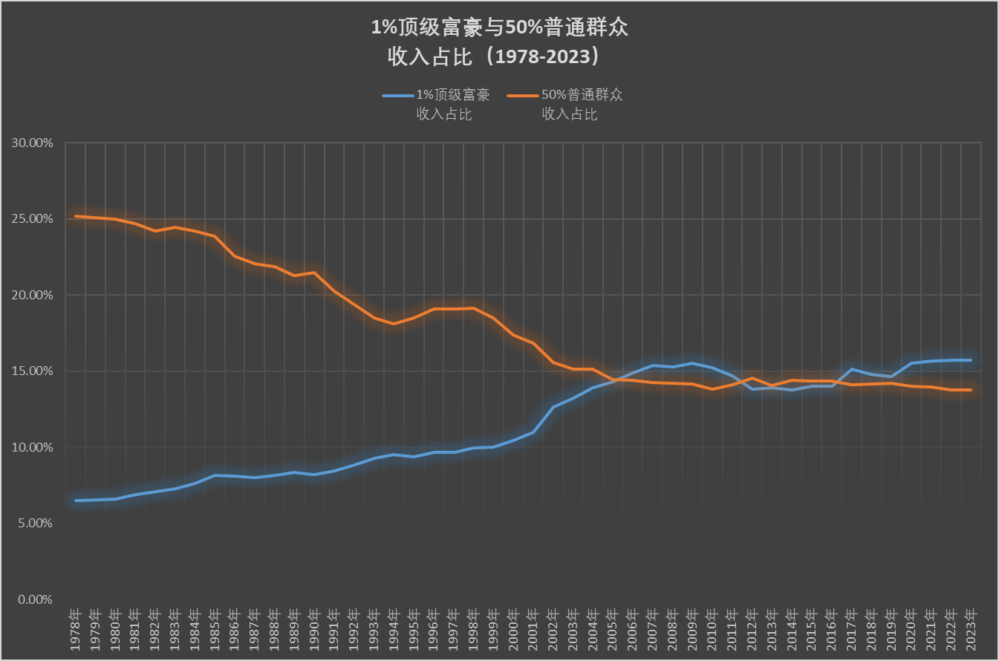 1%顶级富豪与50%普通群众
收入占比（1978-2023）
1%顶级富豪
收入占比
50%普通群众
收入占比
30.00%
25.00%
20.00%
15.00%
10.00%
5.00%
0.00%
1978年
1979年
1980年
1981年
1982年
1983年
1984年
1985年
1986年
1987年
1988年
1989年
1990年
1991年
1992年
1993年
1994年
1995年
1996年
1997年
1998年
1999年
2000年
2001年
2002年
2003年
2004年
2005年
2006年
2007年
2008年
2009年
2010年
2011年
2012年
2013年
2014年
2015年
2016年
2017年
2018年
2019年
2020年
2021年
2022年
2023年